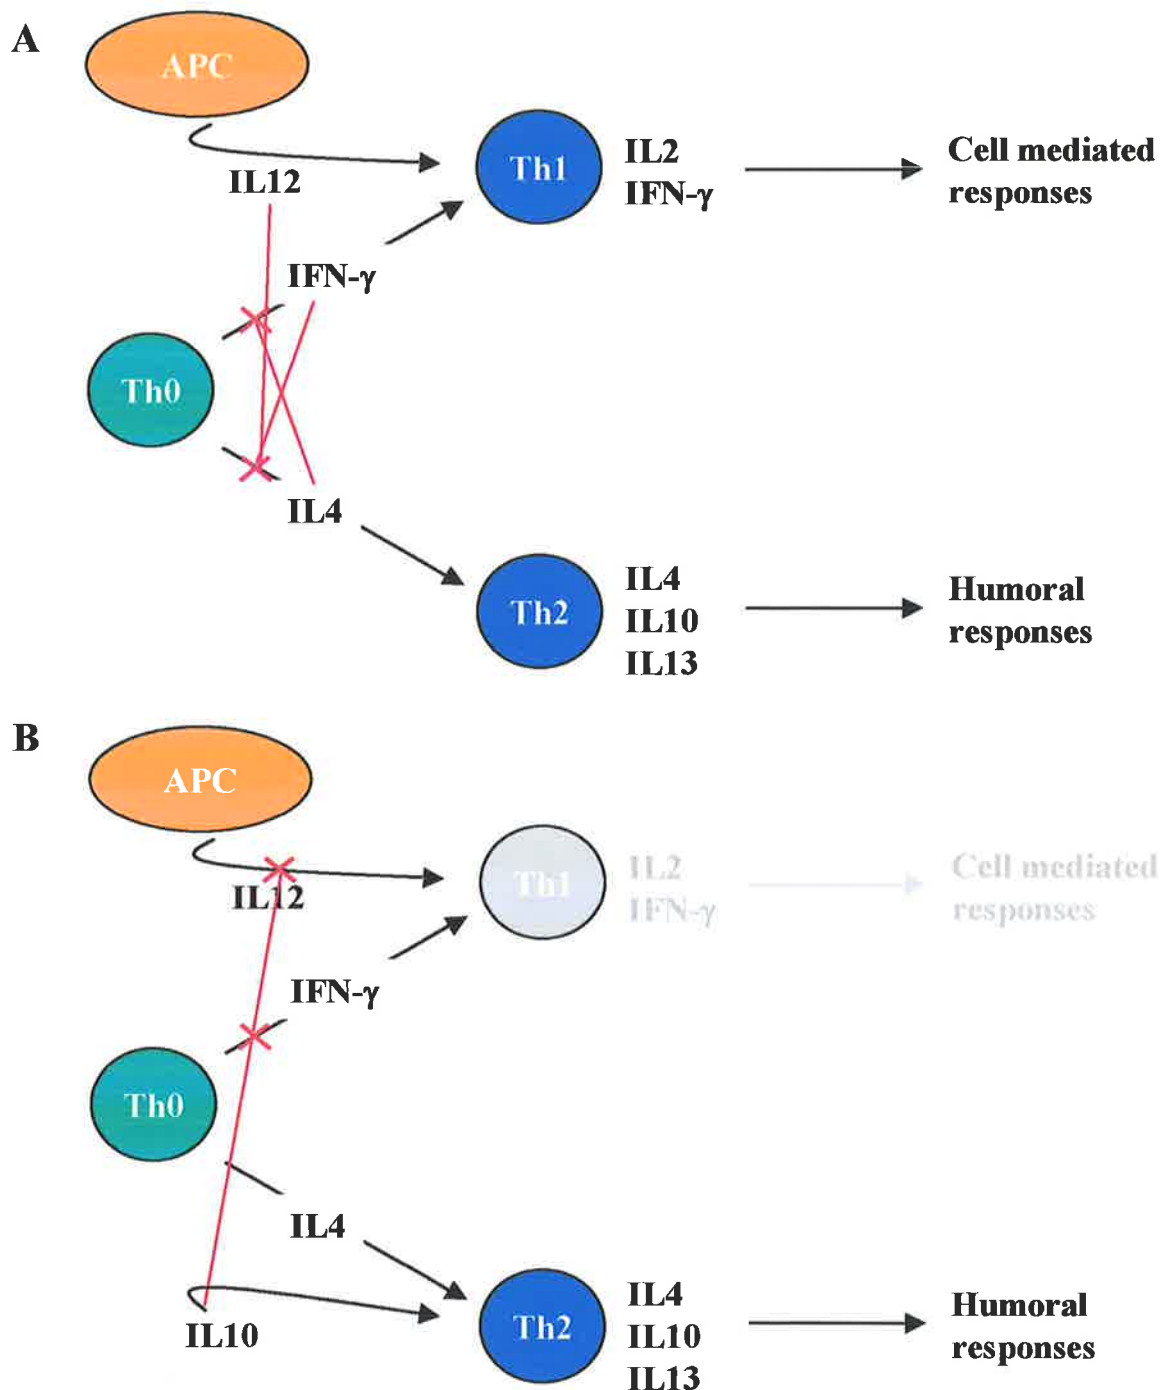 A
APC
IL12
Th1
IL2
IFN-γ
Cell mediated
responses
IFN-γ
Th0
IL4
Th2
IL4
IL10
IL13
Humoral
responses
B
APC
IL12
Th1
IL2
IFN-γ
Cell mediated
responses
IFN-γ
Th0
IL4
IL10
Th2
IL4
IL10
IL13
Humoral
responses